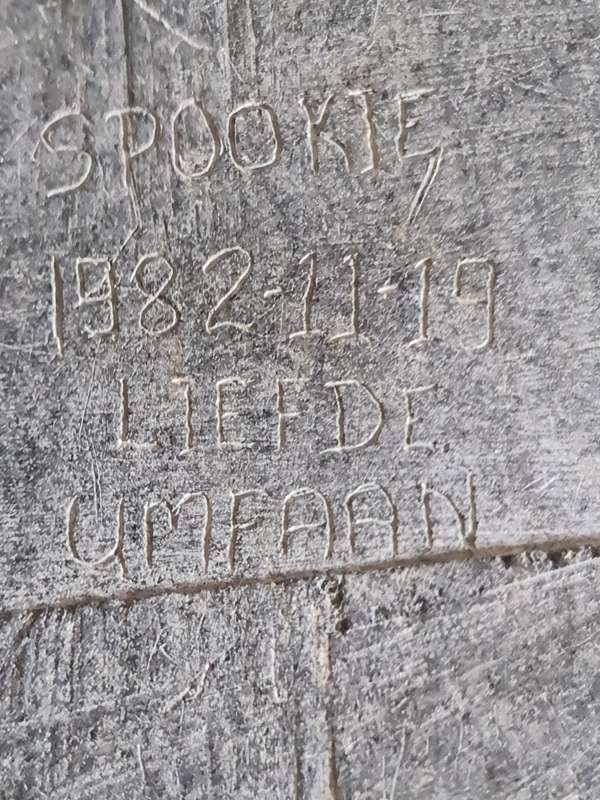 SPOOKIE,
1982-11-19
LIEFDE
UMFAAN